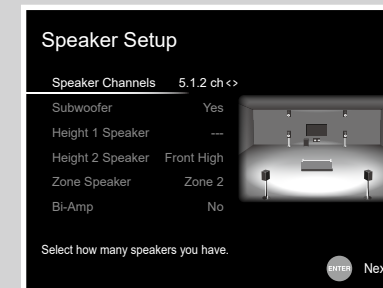 Speaker Setup
Speaker Channels 5.1.2 ch <>
Subwoofer Yes
Height 1 Speaker ---
Height 2 Speaker Front High
Zone Speaker Zone 2
Bi-Amp No
Select how many speakers you have.
ENTER